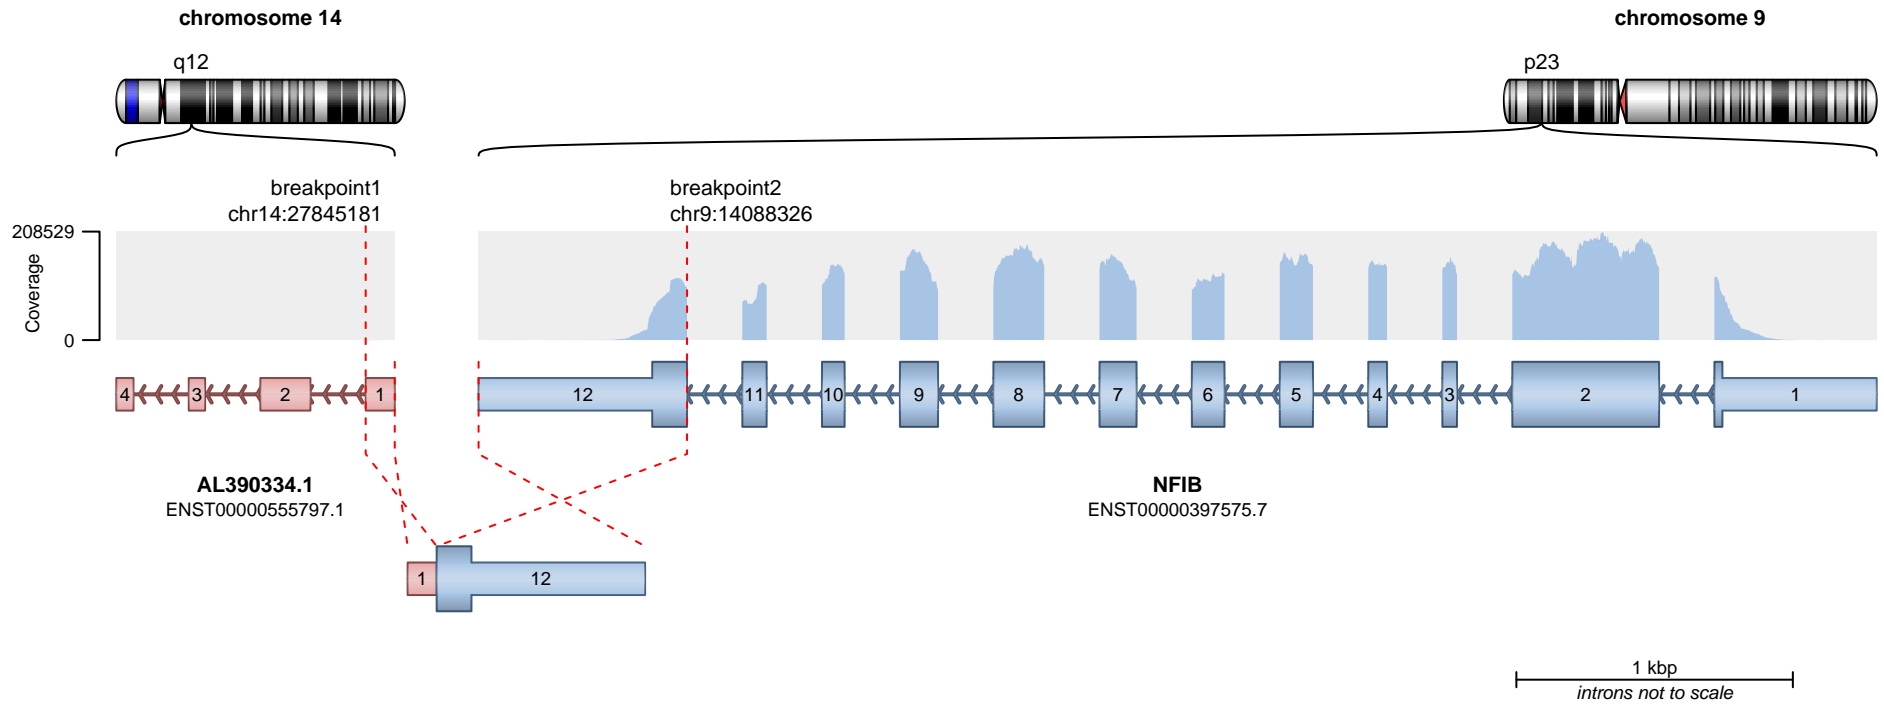 chromosome 14
chromosome 9
q12
p23
breakpoint1
chr14:27845181
breakpoint2
chr9:14088326
208529
Coverage
0
4 3 2 1
12 11 10 9 8 7 6 5 4 3 2 1
AL390334.1
ENST00000555797.1
NFIB
ENST00000397575.7
1 12
1 kbp
introns not to scale